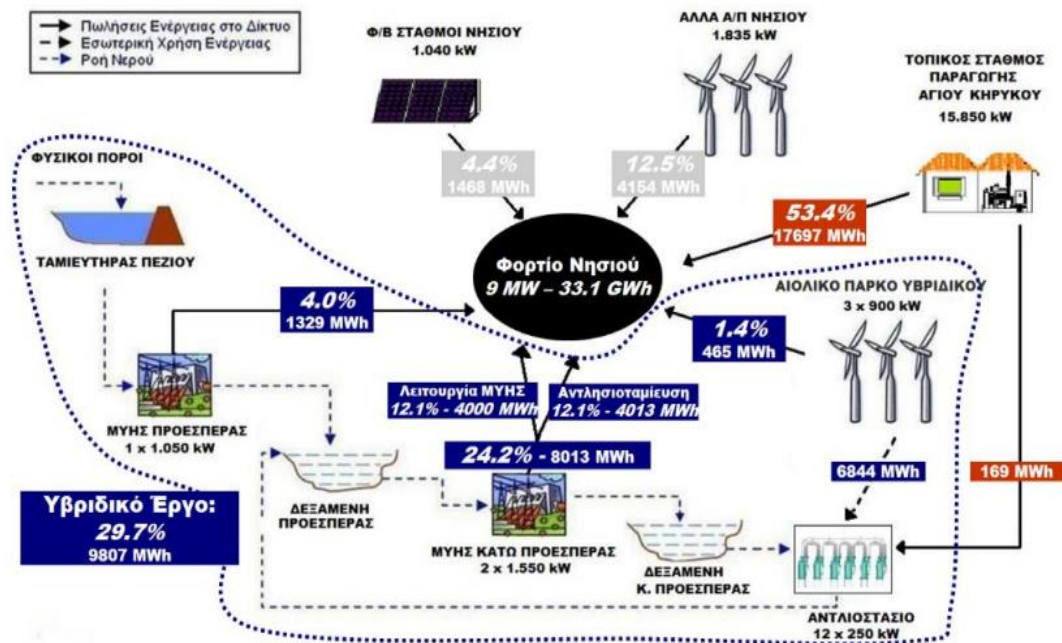 Πωλήσεις Ενέργειας στο Δίκτυο
Εσωτερική Χρήση Ενέργειας
Ροή Νερού
Φ/Β ΣΤΑΘΜΟΙ ΝΗΣΙΟΥ
1.040 kW
ΑΛΛΑ Α/Π ΝΗΣΙΟΥ
1.835 kW
ΤΟΠΙΚΟΣ ΣΤΑΘΜΟΣ
ΠΑΡΑΓΩΓΗΣ
ΑΓΙΟΥ ΚΗΡΥΚΟΥ
15.850 kW
ΦΥΣΙΚΟΙ ΠΟΡΟΙ
4.4%
1468 MWh
12.5%
4154 MWh
53.4%
17697 MWh
ΤΑΜΙΕΥΤΗΡΑΣ ΠΕΖΙΟΥ
Φορτίο Νησιού
9 MW – 33.1 GWh
ΑΙΟΛΙΚΟ ΠΑΡΚΟ ΥΒΡΙΔΙΚΟΥ
3 x 900 kW
4.0%
1329 MWh
1.4%
465 MWh
Λειτουργία ΜΥΗΣ
12.1% - 4000 MWh
Αντλησιοταμίευση
12.1% - 4013 MWh
ΜΥΗΣ ΠΡΟΕΣΠΕΡΑΣ
1 x 1.050 kW
24.2% - 8013 MWh
6844 MWh
169 MWh
Υβριδικό Έργο:
29.7%
9807 MWh
ΔΕΞΑΜΕΝΗ
ΠΡΟΕΣΠΕΡΑΣ
ΜΥΗΣ ΚΑΤΩ ΠΡΟΕΣΠΕΡΑΣ
2 x 1.550 kW
ΔΕΞΑΜΕΝΗ
Κ. ΠΡΟΕΣΠΕΡΑΣ
ΑΝΤΛΙΟΣΤΑΣΙΟ
12 x 250 kW